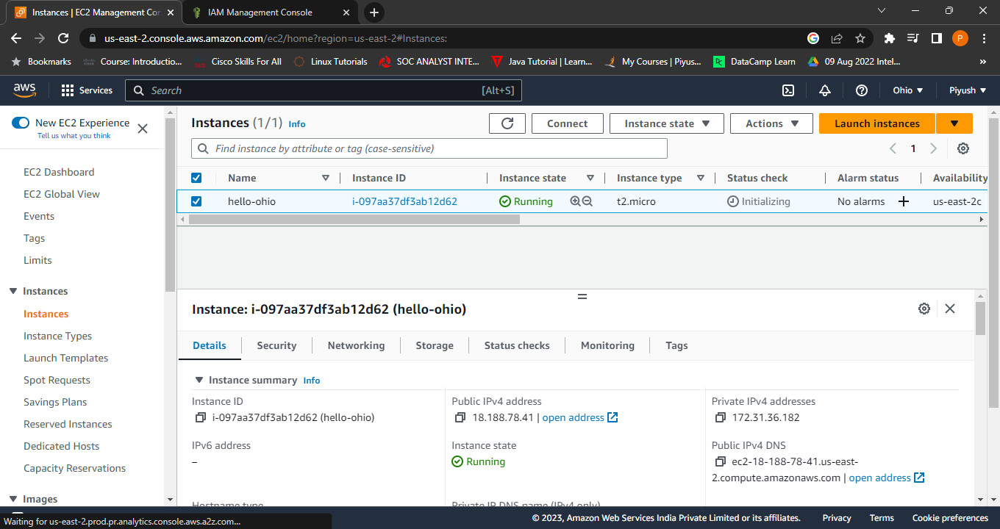 Instances | EC2 Management Con
IAM Management Console
us-east-2.console.aws.amazon.com/ec2/home?region=us-east-2#Instances:
P
Bookmarks
Course: Introductio...
Cisco Skills For All
Linux Tutorials
SOC ANALYST INTE...
Java Tutorial | Learn...
My Courses | Piyus...
DataCamp Learn
09 Aug 2022 Intel...
»
aws
Services
Search
[Alt+S]
Ohio
Piyush
New EC2 Experience
Tell us what you think
EC2 Dashboard
EC2 Global View
Events
Tags
Limits
Instances
Instances
Instance Types
Launch Templates
Spot Requests
Savings Plans
Reserved Instances
Dedicated Hosts
Capacity Reservations
Images
Instances (1/1) Info
Connect
Instance state
Actions
Launch instances
Find instance by attribute or tag (case-sensitive)
1
Name
Instance ID
Instance state
Instance type
Status check
Alarm status
Availability
hello-ohio
i-097aa37df3ab12d62
Running
t2.micro
Initializing
No alarms
us-east-2c
Instance: i-097aa37df3ab12d62 (hello-ohio)
Details
Security
Networking
Storage
Status checks
Monitoring
Tags
Instance summary Info
Instance ID
i-097aa37df3ab12d62 (hello-ohio)
Public IPv4 address
18.188.78.41 | open address
Private IPv4 addresses
172.31.36.182
IPv6 address
–
Instance state
Running
Public IPv4 DNS
ec2-18-188-78-41.us-east-
2.compute.amazonaws.com | open address
Hostname type
Private IP DNS name (IPv4 only)
Waiting for us-east-2.prod.pr.analytics.console.aws.a2z.com...
© 2023, Amazon Web Services India Private Limited or its affiliates.
Privacy
Terms
Cookie preferences